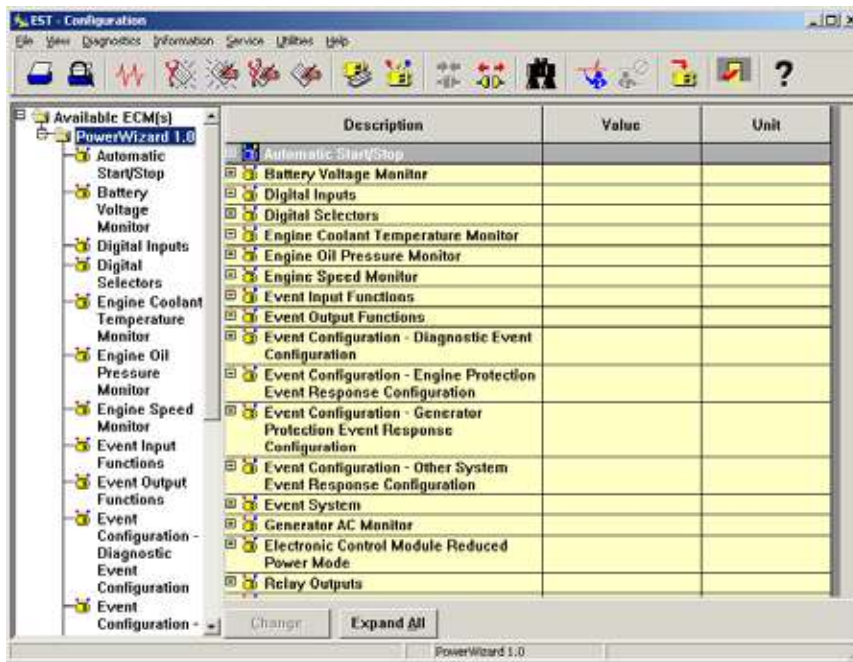 EST - Configuration
File View Diagnostics Information Service Utilities Help
Available ECM(s)
PowerWizard 1.0
Automatic
Start/Stop
Battery
Voltage
Monitor
Digital Inputs
Digital
Selectors
Engine Coolant
Temperature
Monitor
Engine Oil
Pressure
Monitor
Engine Speed
Monitor
Event Input
Functions
Event Output
Functions
Event
Configuration -
Diagnostic
Event
Configuration
Event
Configuration -
Description Value Unit
Automatic Start/Stop
Battery Voltage Monitor
Digital Inputs
Digital Selectors
Engine Coolant Temperature Monitor
Engine Oil Pressure Monitor
Engine Speed Monitor
Event Input Functions
Event Output Functions
Event Configuration - Diagnostic Event
Configuration
Event Configuration - Engine Protection
Event Response Configuration
Event Configuration - Generator
Protection Event Response
Configuration
Event Configuration - Other System
Event Response Configuration
Event System
Generator AC Monitor
Electronic Control Module Reduced
Power Mode
Relay Outputs
Change Expand All
PowerWizard 1.0